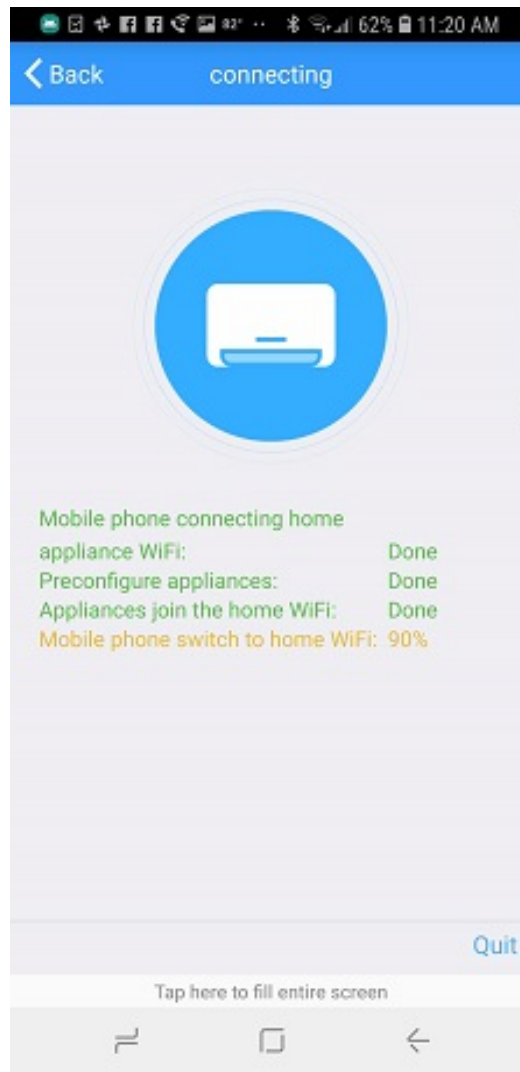 82° 62% 11:20 AM
Back connecting
Mobile phone connecting home
appliance WiFi: Done
Preconfigure appliances: Done
Appliances join the home WiFi: Done
Mobile phone switch to home WiFi: 90%
Quit
Tap here to fill entire screen